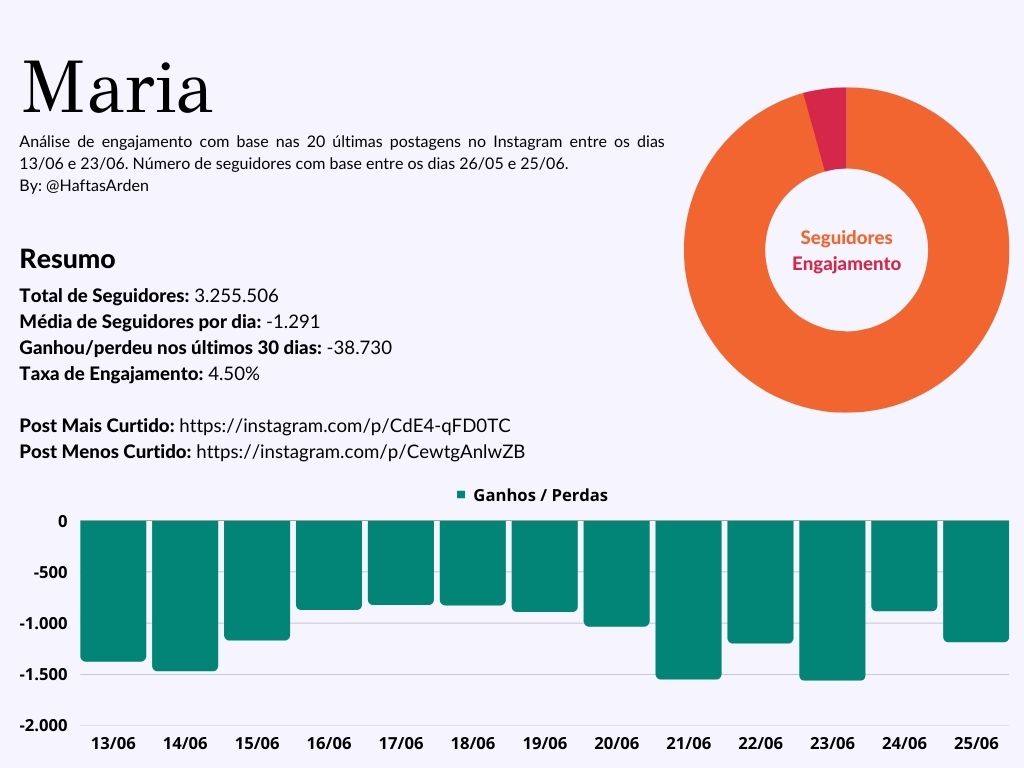 Maria
Análise de engajamento com base nas 20 últimas postagens no Instagram entre os dias
13/06 e 23/06. Número de seguidores com base entre os dias 26/05 e 25/06.
By: @HaftasArden
Seguidores
Engajamento
Resumo
Total de Seguidores: 3.255.506
Média de Seguidores por dia: -1.291
Ganhou/perdeu nos últimos 30 dias: -38.730
Taxa de Engajamento: 4.50%
Post Mais Curtido: https://instagram.com/p/CdE4-qFD0TC
Post Menos Curtido: https://instagram.com/p/CewtgAnlwZB
Ganhos / Perdas
0
-500
-1.000
-1.500
-2.000
13/06 14/06 15/06 16/06 17/06 18/06 19/06 20/06 21/06 22/06 23/06 24/06 25/06